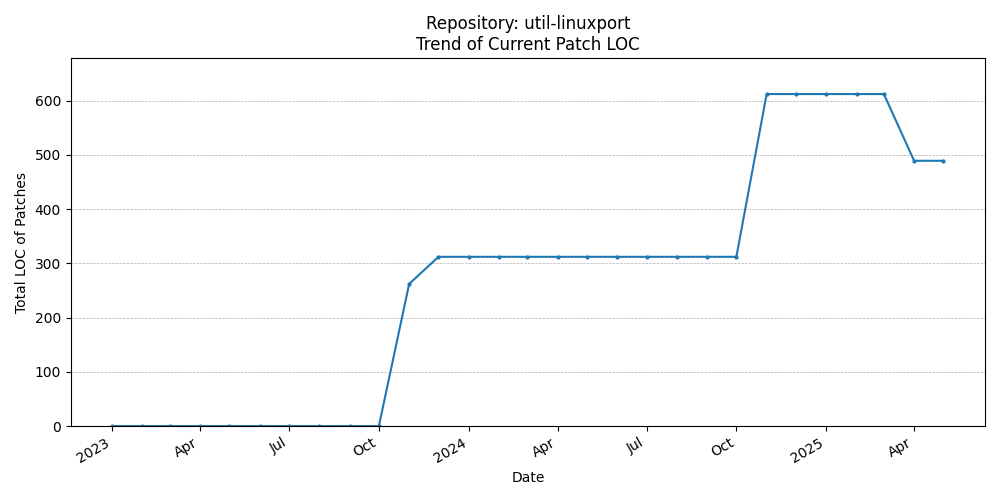 Repository: util-linuxport
Trend of Current Patch LOC
Total LOC of Patches
600
500
400
300
200
100
0
2023
Apr
Jul
Oct
2024
Apr
Jul
Oct
2025
Apr
Date